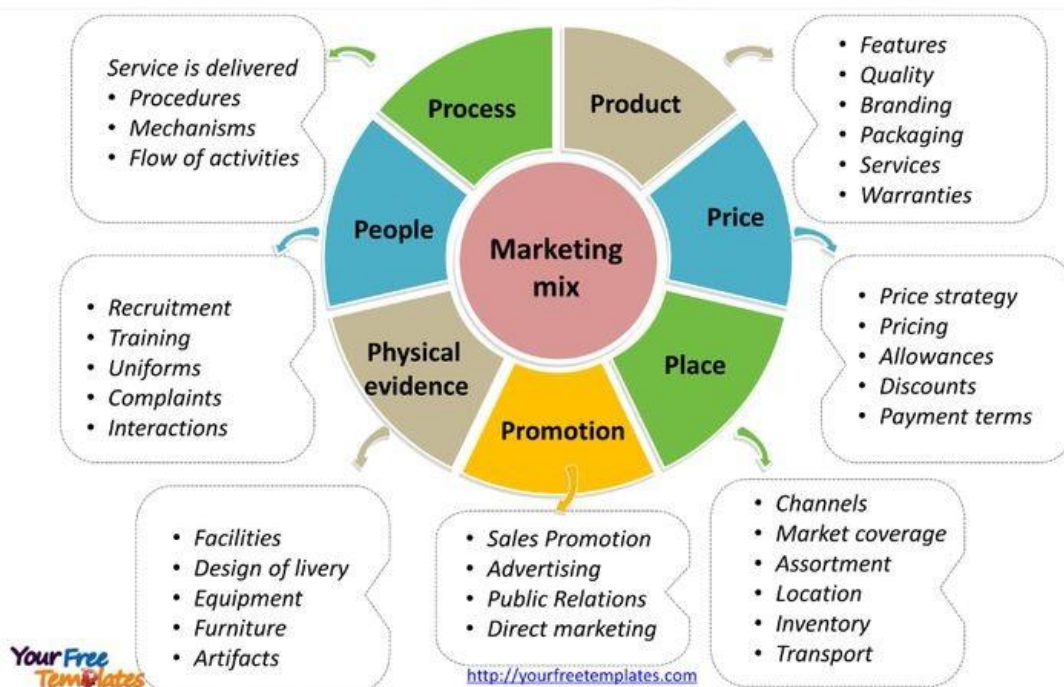 Process
Product
Price
Place
Promotion
Physical
evidence
People
Marketing
mix
Service is delivered
• Procedures
• Mechanisms
• Flow of activities
• Features
• Quality
• Branding
• Packaging
• Services
• Warranties
• Price strategy
• Pricing
• Allowances
• Discounts
• Payment terms
• Channels
• Market coverage
• Assortment
• Location
• Inventory
• Transport
• Sales Promotion
• Advertising
• Public Relations
• Direct marketing
• Facilities
• Design of livery
• Equipment
• Furniture
• Artifacts
• Recruitment
• Training
• Uniforms
• Complaints
• Interactions
Your Free
Templates
http://yourfreetemplates.com